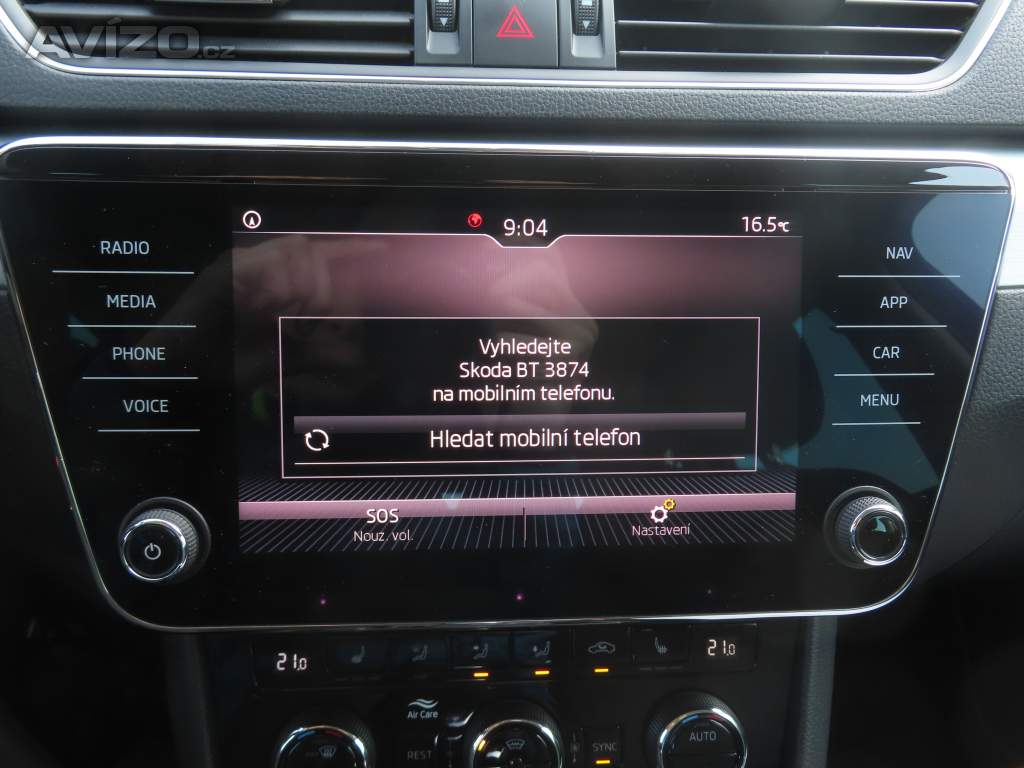 AVÍZO.cz
9:04
16.5°C
RADIO
MEDIA
PHONE
VOICE
NAV
APP
CAR
MENU
Vyhledejte
Skoda BT 3874
na mobilním telefonu.
Hledat mobilní telefon
SOS
Nouz. vol.
Nastavení
21.0
21.0
Air Care
REST
SYNC
AUTO